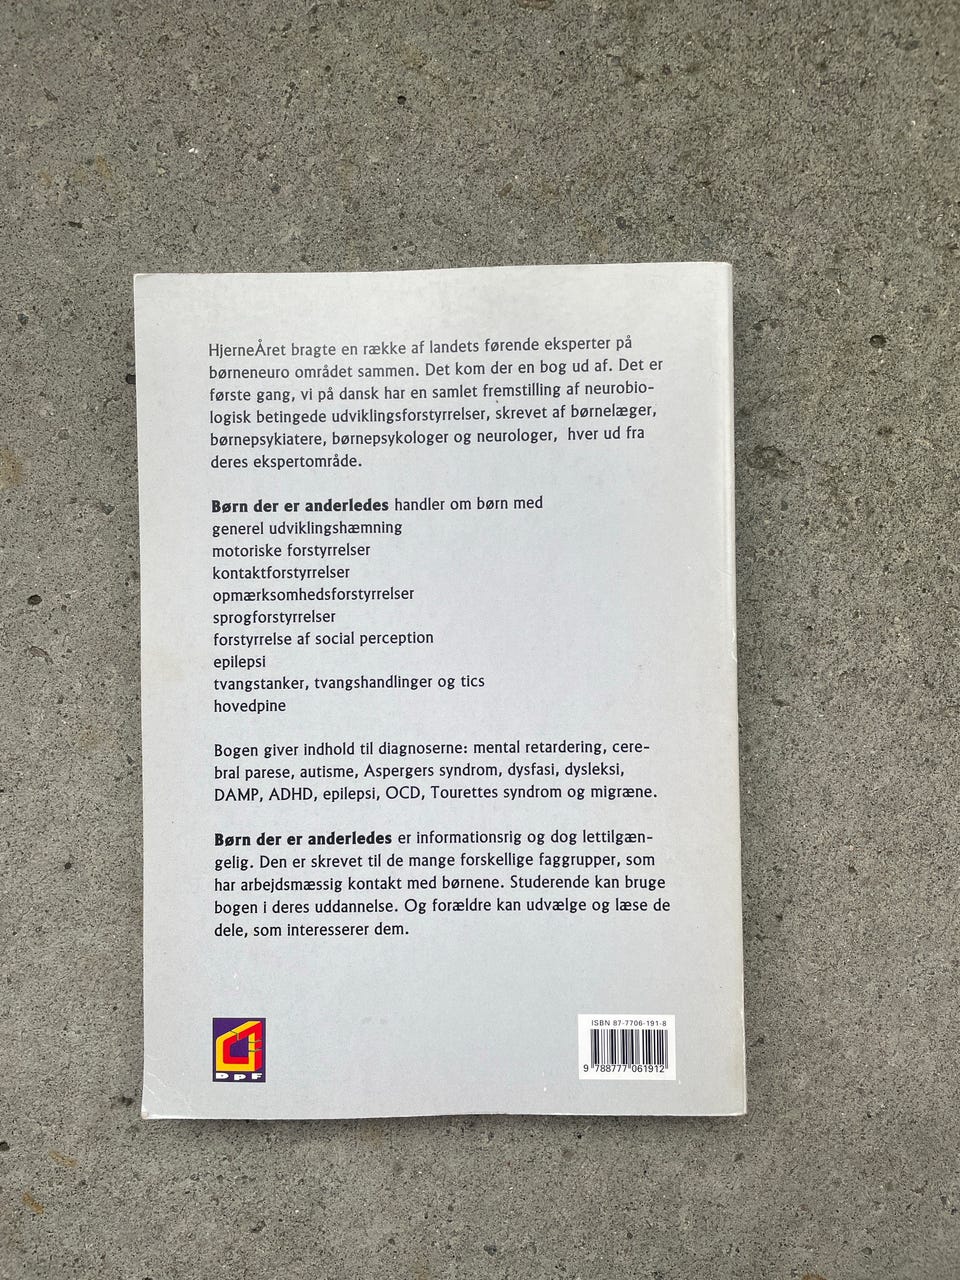 HjerneÅret bragte en række af landets førende eksperter på
børneneuro området sammen. Det kom der en bog ud af. Det er
første gang, vi på dansk har en samlet fremstilling af neurobio-
logisk betingede udviklingsforstyrrelser, skrevet af børnelæger,
børnepsykiatere, børnepsykologer og neurologer, hver ud fra
deres ekspertområde.
Børn der er anderledes handler om børn med
generel udviklingshæmning
motoriske forstyrrelser
kontaktforstyrrelser
opmærksomhedsforstyrrelser
sprogforstyrrelser
forstyrrelse af social perception
epilepsi
tvangstanker, tvangshandlinger og tics
hovedpine
Bogen giver indhold til diagnoserne: mental retardering, cere-
bral parese, autisme, Aspergers syndrom, dysfasi, dysleksi,
DAMP, ADHD, epilepsi, OCD, Tourettes syndrom og migræne.
Børn der er anderledes er informationsrig og dog lettilgæn-
gelig. Den er skrevet til de mange forskellige faggrupper, som
har arbejdsmæssig kontakt med børnene. Studerende kan bruge
bogen i deres uddannelse. Og forældre kan udvælge og læse de
dele, som interesserer dem.
DpF
ISBN 87-7706-191-8
9 788777 061912